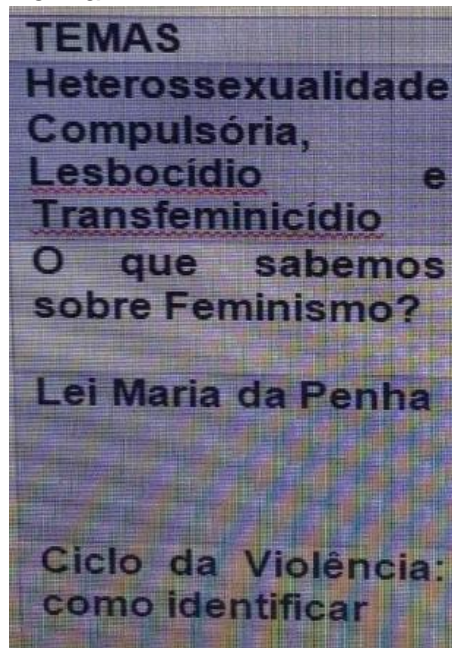 TEMAS
Heterossexualidade
Compulsória,
Lesbocídio e
Transfeminicídio
O que sabemos
sobre Feminismo?
Lei Maria da Penha
Ciclo da Violência:
como identificar